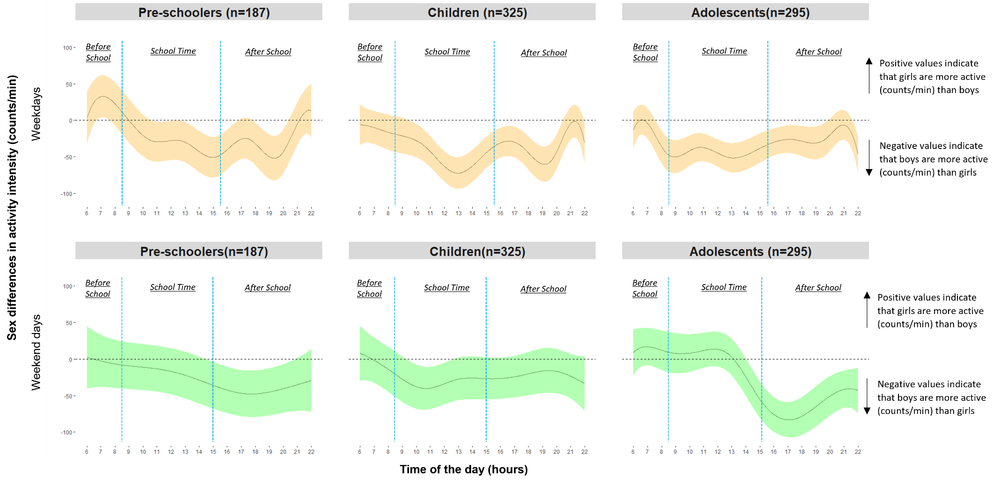 Pre-schoolers (n=187)
Children (n=325)
Adolescents(n=295)
Sex differences in activity intensity (counts/min)
Weekdays
100
50
0
-50
-100
Before
School
School Time
After School
6 7 8 9 10 11 12 13 14 15 16 17 18 19 20 21 22
Before
School
School Time
After School
6 7 8 9 10 11 12 13 14 15 16 17 18 19 20 21 22
Before
School
School Time
After School
6 7 8 9 10 11 12 13 14 15 16 17 18 19 20 21 22
Positive values indicate
that girls are more active
(counts/min) than boys
Negative values indicate
that boys are more active
(counts/min) than girls
Pre-schoolers(n=187)
Children(n=325)
Adolescents (n=295)
Weekend days
100
50
0
-50
-100
Before
School
School Time
After School
6 7 8 9 10 11 12 13 14 15 16 17 18 19 20 21 22
Before
School
School Time
After School
6 7 8 9 10 11 12 13 14 15 16 17 18 19 20 21 22
Before
School
School Time
After School
6 7 8 9 10 11 12 13 14 15 16 17 18 19 20 21 22
Positive values indicate
that girls are more active
(counts/min) than boys
Negative values indicate
that boys are more active
(counts/min) than girls
Time of the day (hours)